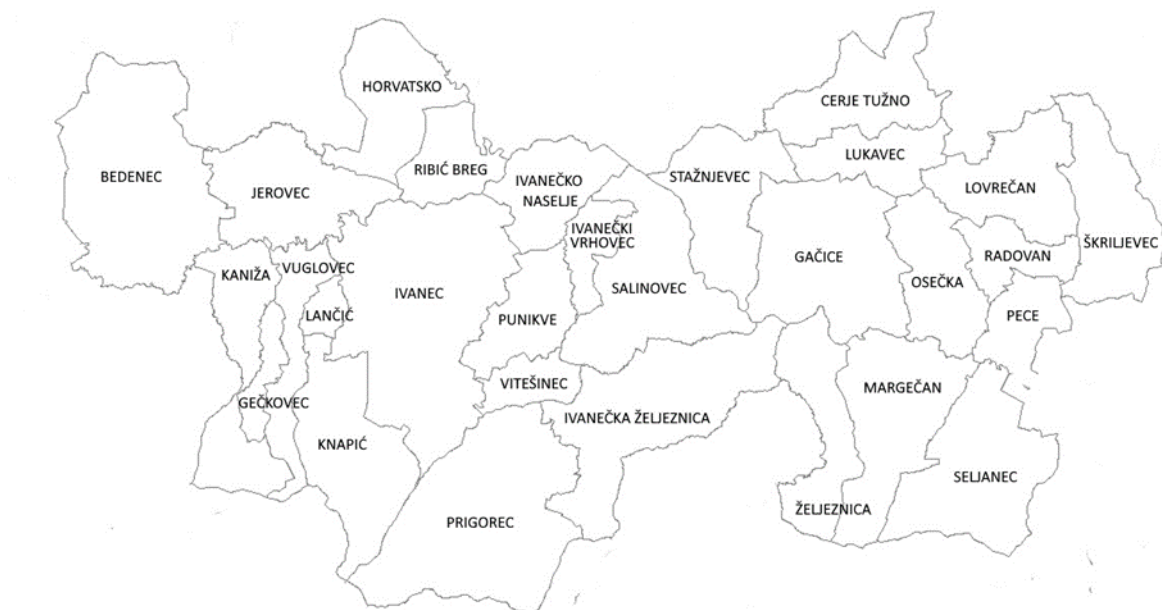 HORVATSKO
CERJE TUŽNO
BEDENEC
JEROVEC
RIBIĆ BREG
IVANEČKO
NASELJE
STAŽNJEVEC
LUKAVEC
LOVREČAN
IVANEČKI
VRHOVEC
ŠKRILJEVEC
KANIŽA
VUGLOVEC
GAČICE
RADOVAN
IVANEC
SALINOVEC
OSEČKA
LANČIĆ
PUNIKVE
PECE
VITEŠINEC
MARGEČAN
GEČKOVEC
IVANEČKA ŽELJEZNICA
KNAPIĆ
SELJANEC
ŽELJEZNICA
PRIGOREC